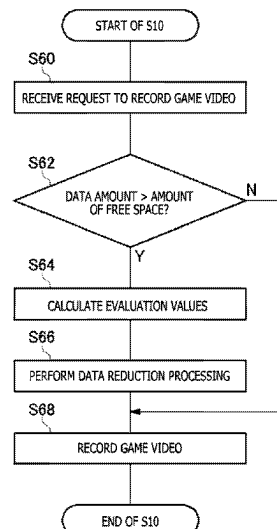 START OF S10
S60
RECEIVE REQUEST TO RECORD GAME VIDEO
S62
DATA AMOUNT > AMOUNT
OF FREE SPACE?
N
Y
S64
CALCULATE EVALUATION VALUES
S66
PERFORM DATA REDUCTION PROCESSING
S68
RECORD GAME VIDEO
END OF S10